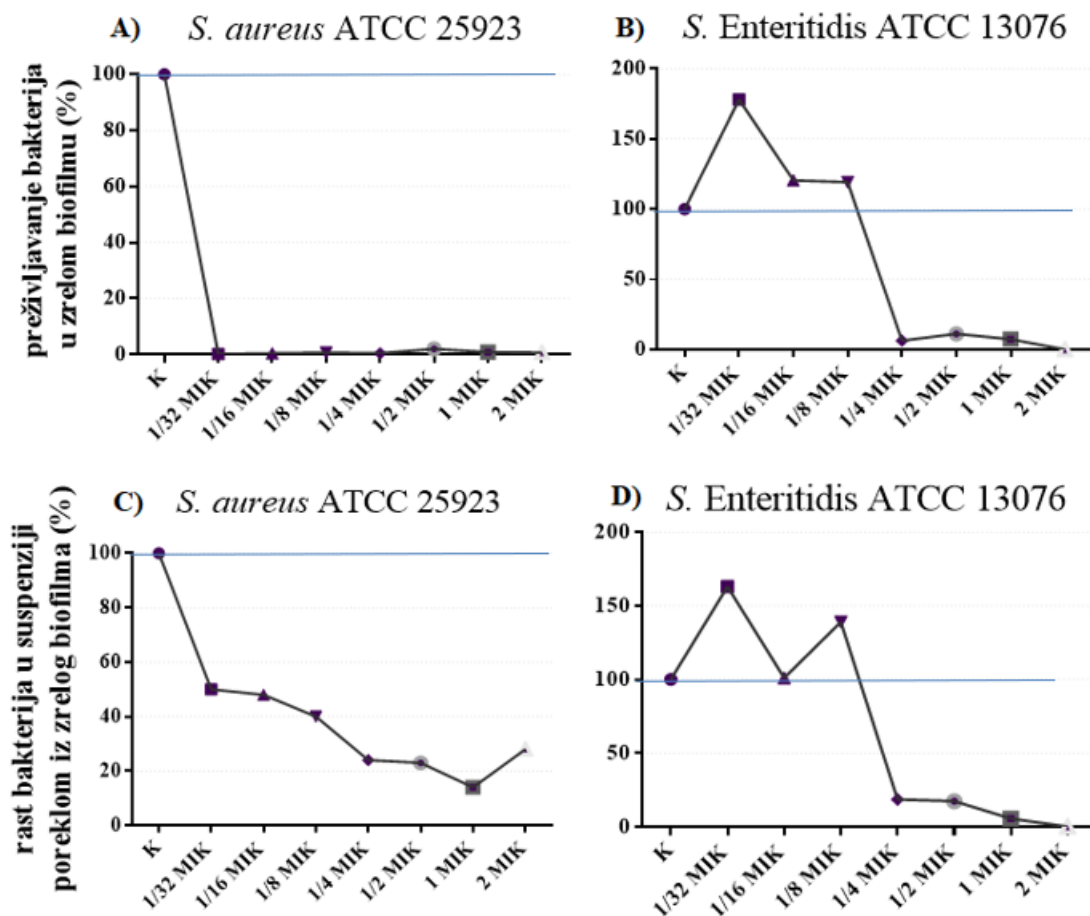 A) S. aureus ATCC 25923
preživljavanje bakterija
u zrelom biofilmu (%)
100
80
60
40
20
0
K
1/32 MIK
1/16 MIK
1/8 MIK
1/4 MIK
1/2 MIK
1 MIK
2 MIK
B) S. Enteritidis ATCC 13076
200
150
100
50
0
K
1/32 MIK
1/16 MIK
1/8 MIK
1/4 MIK
1/2 MIK
1 MIK
2 MIK
C) S. aureus ATCC 25923
rast bakterija u suspenziji
poreklom iz zrelog biofilma (%)
100
80
60
40
20
0
K
1/32 MIK
1/16 MIK
1/8 MIK
1/4 MIK
1/2 MIK
1 MIK
2 MIK
D) S. Enteritidis ATCC 13076
200
150
100
50
0
K
1/32 MIK
1/16 MIK
1/8 MIK
1/4 MIK
1/2 MIK
1 MIK
2 MIK